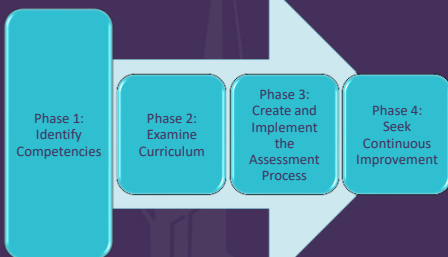 Phase 1:
Identify
Competencies
Phase 2:
Examine
Curriculum
Phase 3:
Create and
Implement
the
Assessment
Process
Phase 4:
Seek
Continuous
Improvement